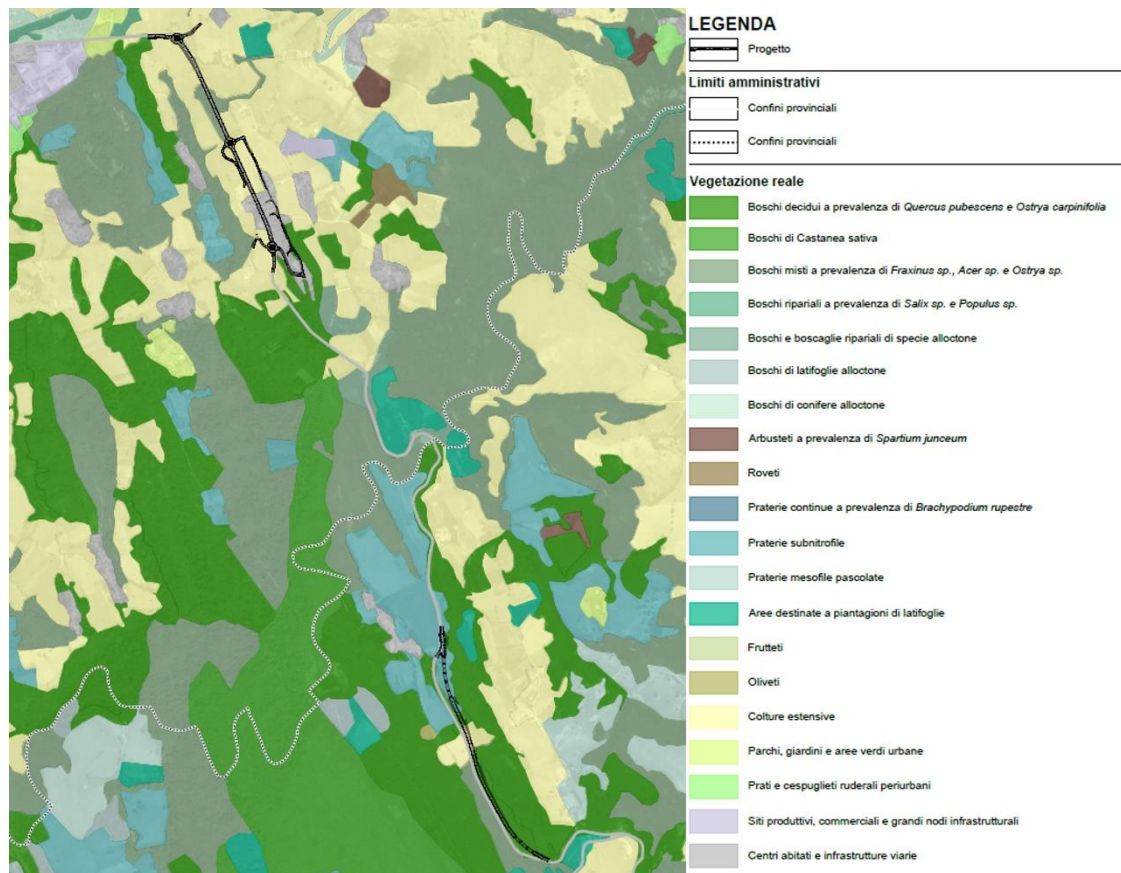 LEGENDA
Progetto
Limiti amministrativi
Confini provinciali
Confini provinciali
Vegetazione reale
Boschi decidui a prevalenza di Quercus pubescens e Ostrya carpinifolia
Boschi di Castanea sativa
Boschi misti a prevalenza di Fraxinus sp., Acer sp. e Ostrya sp.
Boschi ripariali a prevalenza di Salix sp. e Populus sp.
Boschi e boscaglie ripariali di specie alloctone
Boschi di latifoglie alloctone
Boschi di conifere alloctone
Arbusteti a prevalenza di Spartium junceum
Roveti
Praterie continue a prevalenza di Brachypodium rupestre
Praterie subnitrofile
Praterie mesofile pascolate
Aree destinate a piantagioni di latifoglie
Frutteti
Oliveti
Colture estensive
Parchi, giardini e aree verdi urbane
Prati e cespuglieti ruderali periurbani
Siti produttivi, commerciali e grandi nodi infrastrutturali
Centri abitati e infrastrutture viarie